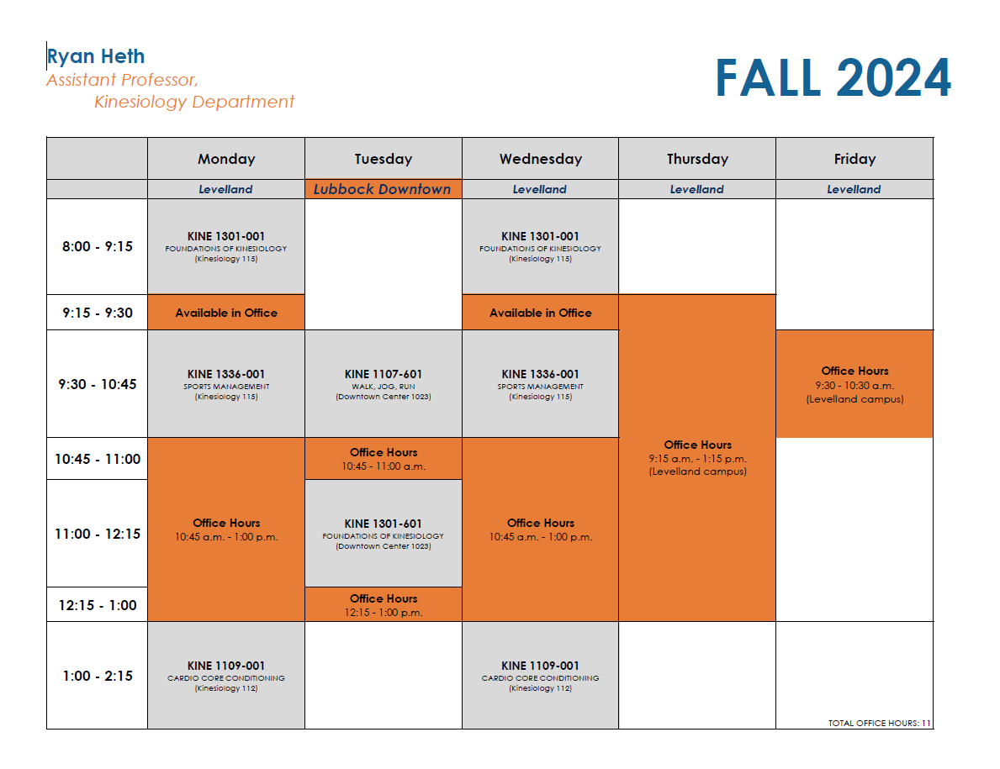 Ryan Heth
Assistant Professor,
Kinesiology Department
FALL 2024
Monday Tuesday Wednesday Thursday Friday
Levelland Lubbock Downtown Levelland Levelland Levelland
8:00 - 9:15
KINE 1301-001
FOUNDATIONS OF KINESIOLOGY
(Kinesiology 115)
KINE 1301-001
FOUNDATIONS OF KINESIOLOGY
(Kinesiology 115)
9:15 - 9:30
Available in Office
Available in Office
9:30 - 10:45
KINE 1336-001
SPORTS MANAGEMENT
(Kinesiology 115)
KINE 1107-601
WALK, JOG, RUN
(Downtown Center 1023)
KINE 1336-001
SPORTS MANAGEMENT
(Kinesiology 115)
Office Hours
9:15 a.m. - 1:15 p.m.
(Levelland campus)
Office Hours
9:30 - 10:30 a.m.
(Levelland campus)
10:45 - 11:00
Office Hours
10:45 a.m. - 1:00 p.m.
Office Hours
10:45 - 11:00 a.m.
Office Hours
10:45 a.m. - 1:00 p.m.
11:00 - 12:15
KINE 1301-601
FOUNDATIONS OF KINESIOLOGY
(Downtown Center 1023)
12:15 - 1:00
Office Hours
12:15 - 1:00 p.m.
1:00 - 2:15
KINE 1109-001
CARDIO CORE CONDITIONING
(Kinesiology 112)
KINE 1109-001
CARDIO CORE CONDITIONING
(Kinesiology 112)
TOTAL OFFICE HOURS: 11